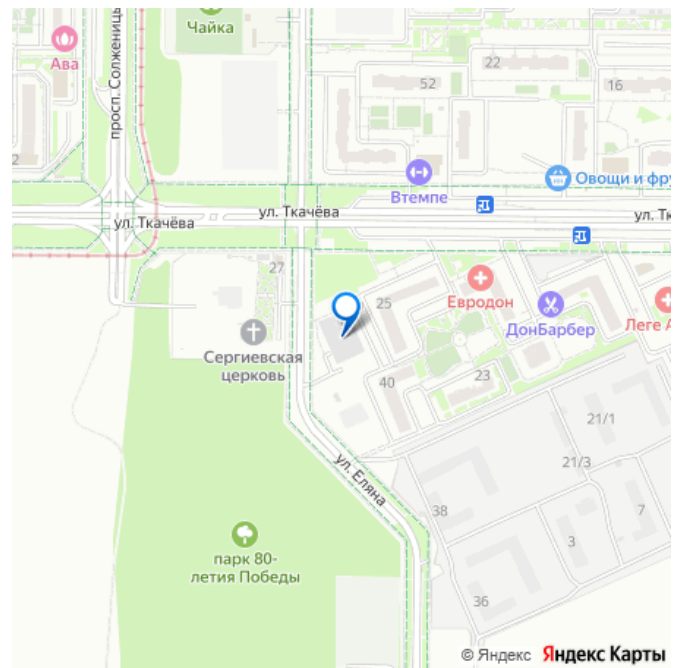 Чайка
Ава
просп. Солженицы
52
22
16
2
Втемпе
Овощи и фру
ул. Ткачёва
ул. Ткачёва
ул. Тк
27
25
Евродон
ДонБарбер
Леге А
Сергиевская
церковь
40
23
21/1
21/3
ул. Еляна
38
7
3
36
парк 80-
летия Победы
© Яндекс Яндекс Карты